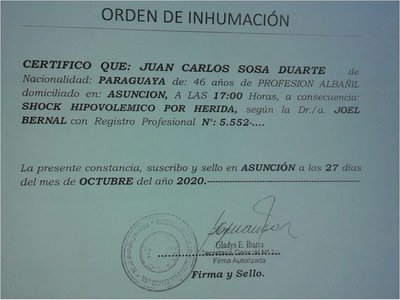 ORDEN DE INHUMACIÓN
CERTIFICO QUE: JUAN CARLOS SOSA DUARTE de
Nacionalidad: PARAGUAYA de: 46 años de PROFESION ALBAÑIL
domiciliado en: ASUNCION, A LAS 17:00 Horas, a consecuencia:
SHOCK HIPOVOLEMICO POR HERIDA, según la Dr./a. JOEL
BERNAL con Registro Profesional N°: 5.552-....
La presente constancia, suscribo y sello en ASUNCIÓN a los 27 días
del mes de OCTUBRE del año 2020.
Gladys E. Ibarra
Secretaria General
Firma Autorizada
Firma y Sello.